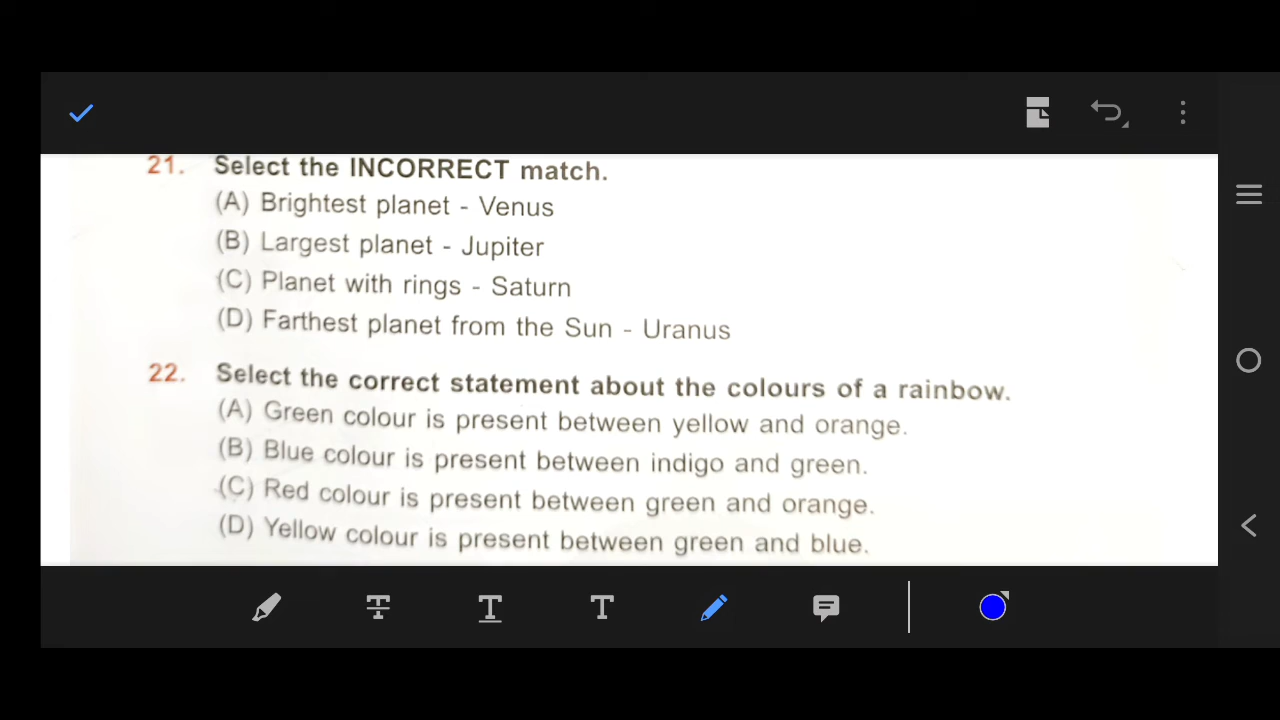 21. Select the INCORRECT match.
(A) Brightest planet - Venus
(B) Largest planet - Jupiter
(C) Planet with rings - Saturn
(D) Farthest planet from the Sun - Uranus
22. Select the correct statement about the colours of a rainbow.
(A) Green colour is present between yellow and orange.
(B) Blue colour is present between indigo and green.
(C) Red colour is present between green and orange.
(D) Yellow colour is present between green and blue.